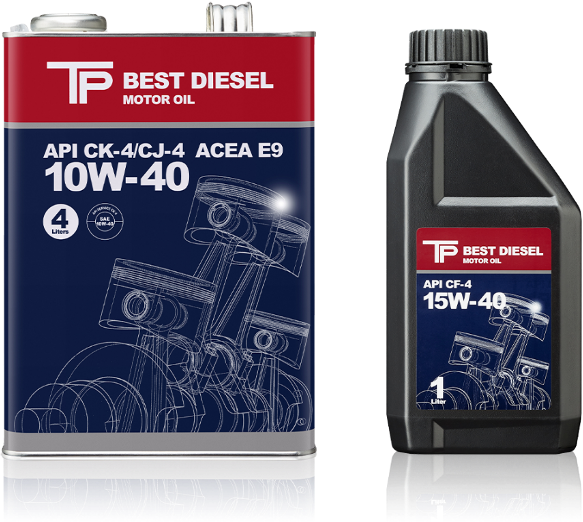 TP BEST DIESEL
MOTOR OIL
API CK-4/CJ-4 ACEA E9
10W-40
4
Liters
SAE
10W-40
TP BEST DIESEL
MOTOR OIL
API CF-4
15W-40
1
Liter